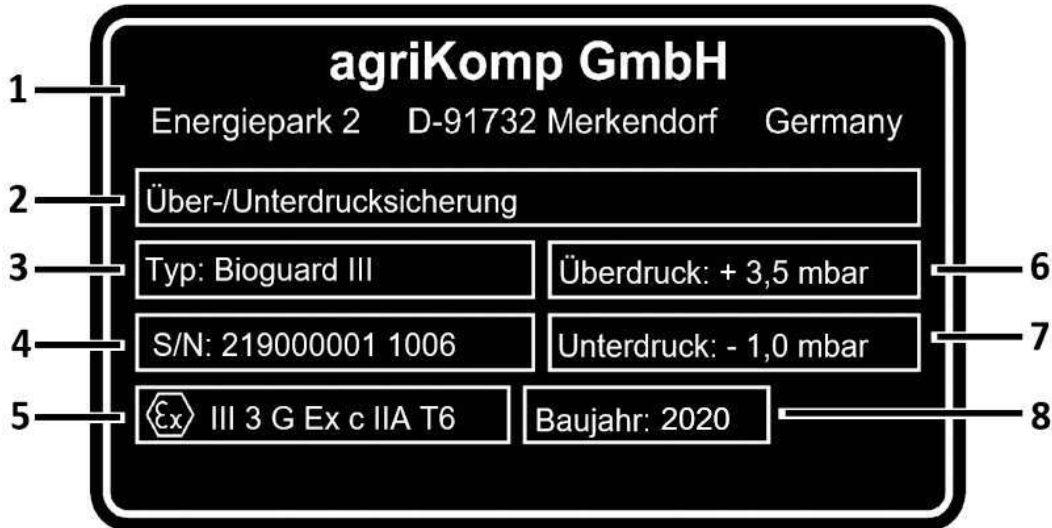 agriKomp GmbH
1
Energiepark 2 D-91732 Merkendorf Germany
2 Über-/Unterdrucksicherung
3 Typ: Bioguard III Überdruck: + 3,5 mbar 6
4 S/N: 219000001 1006 Unterdruck: - 1,0 mbar 7
5 Ex III 3 G Ex c IIA T6 Baujahr: 2020 8